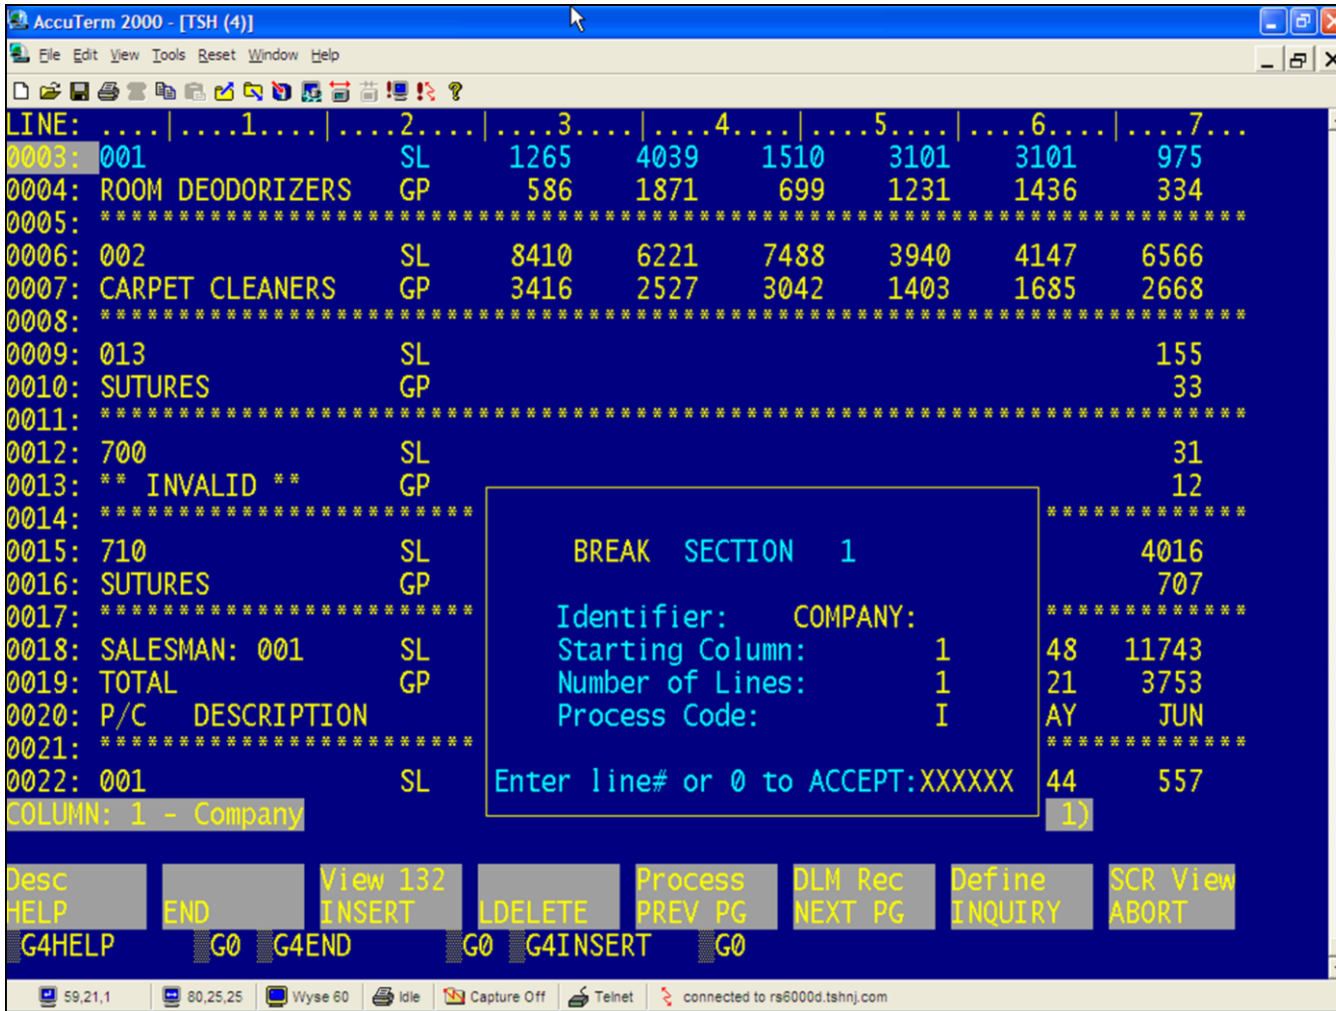 AccuTerm 2000 - [TSH (4)]
File Edit View Tools Reset Window Help
LINE: ....|....1....|....2....|....3....|....4....|....5....|....6....|....7...
0003: 001 SL 1265 4039 1510 3101 3101 975
0004: ROOM DEODORIZERS GP 586 1871 699 1231 1436 334
0005: *************************************************************************
0006: 002 SL 8410 6221 7488 3940 4147 6566
0007: CARPET CLEANERS GP 3416 2527 3042 1403 1685 2668
0008: *************************************************************************
0009: 013 SL 155
0010: SUTURES GP 33
0011: *************************************************************************
0012: 700 SL 31
0013: ** INVALID ** GP 12
0014: ************************ *************
0015: 710 SL BREAK SECTION 1 4016
0016: SUTURES GP 707
0017: ************************ Identifier: COMPANY: *************
0018: SALESMAN: 001 SL Starting Column: 1 48 11743
0019: TOTAL GP Number of Lines: 1 21 3753
0020: P/C DESCRIPTION Process Code: I AY JUN
0021: ************************ *************
0022: 001 SL Enter line# or 0 to ACCEPT:XXXXXX 44 557
COLUMN: 1 - Company 1)
Desc View 132 Process DLM Rec Define SCR View
HELP END INSERT LDELETE PREV PG NEXT PG INQUIRY ABORT
G4HELP G0 G4END G0 G4INSERT G0
59,21,1 80,25,25 Wyse 60 Idle Capture Off Telnet connected to rs6000d.tshnj.com